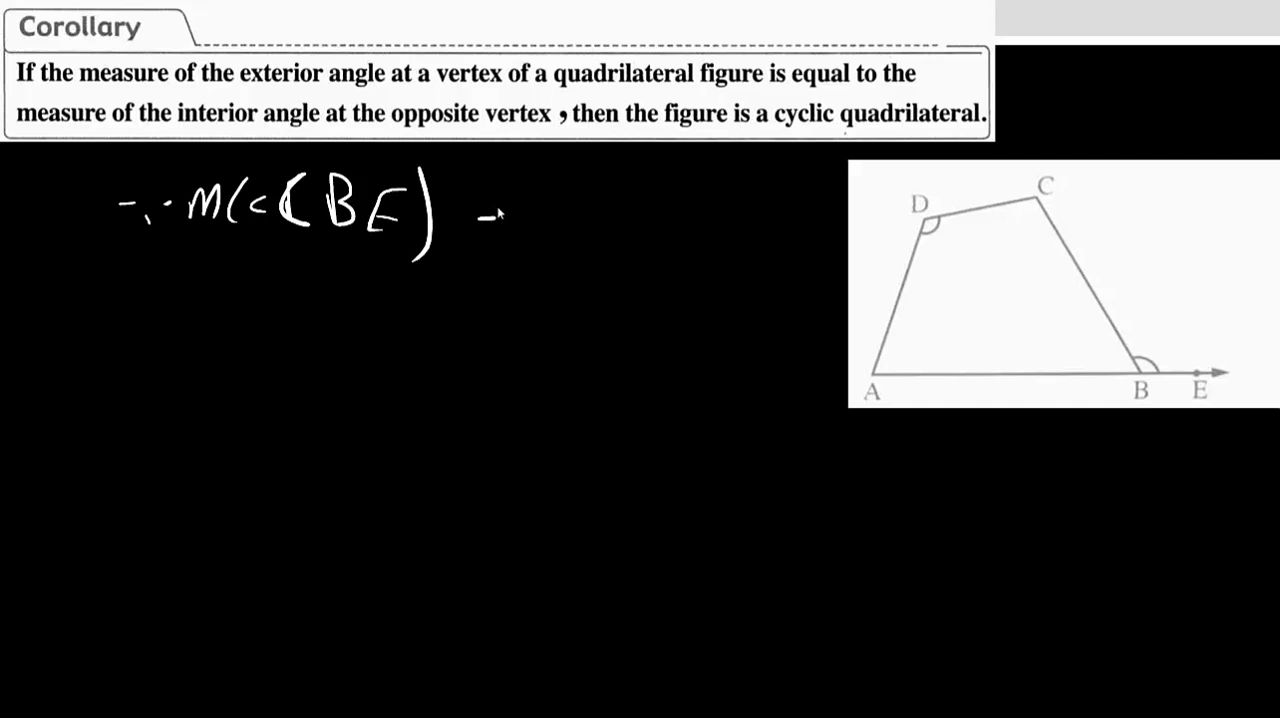 Corollary
If the measure of the exterior angle at a vertex of a quadrilateral figure is equal to the
measure of the interior angle at the opposite vertex , then the figure is a cyclic quadrilateral.
∵ m(<CBE) =
D
C
A
B
E